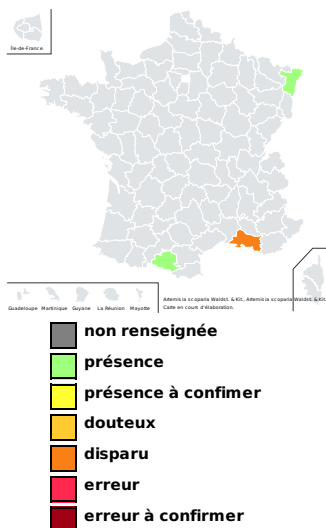 Île-de-France
Guadeloupe Martinique Guyane La Réunion Mayotte
Artemisia scoparia Waldst. & Kit., Artemisia scoparia Waldst. & Kit.
Carte en cours d'élaboration.
non renseignée
présence
présence à confimer
douteux
disparu
erreur
erreur à confirmer